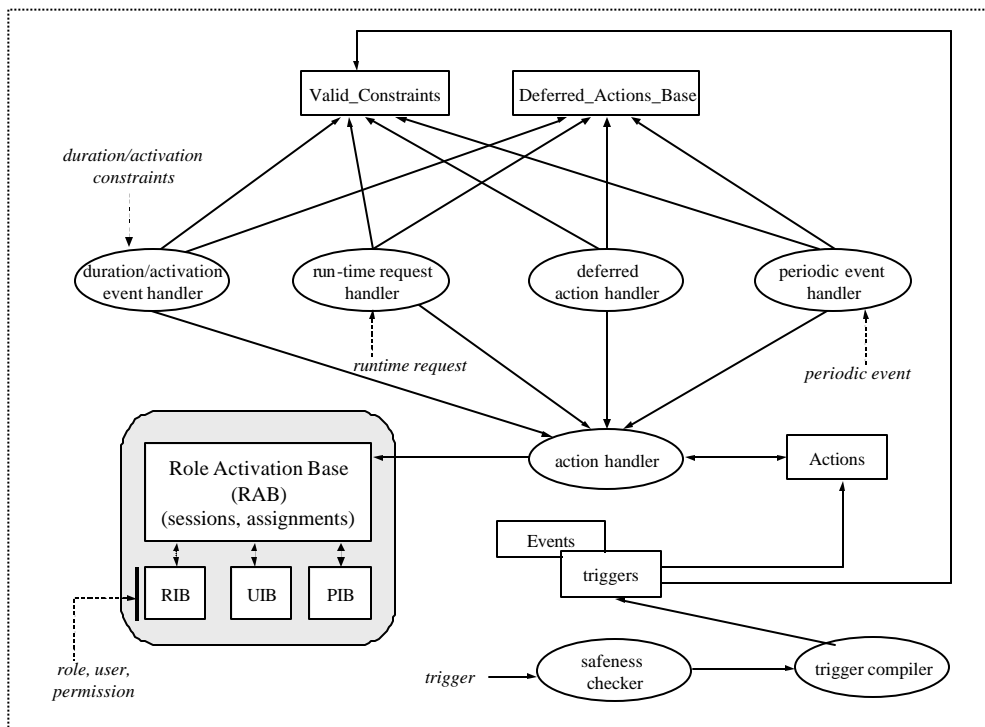 Valid_Constraints
Deferred_Actions_Base
duration/activation
constraints
duration/activation
event handler
run-time request
handler
deferred
action handler
periodic event
handler
runtime request
periodic event
Role Activation Base
(RAB)
(sessions, assignments)
action handler
Actions
Events
triggers
RIB
UIB
PIB
role, user,
permission
trigger
safeness
checker
trigger compiler